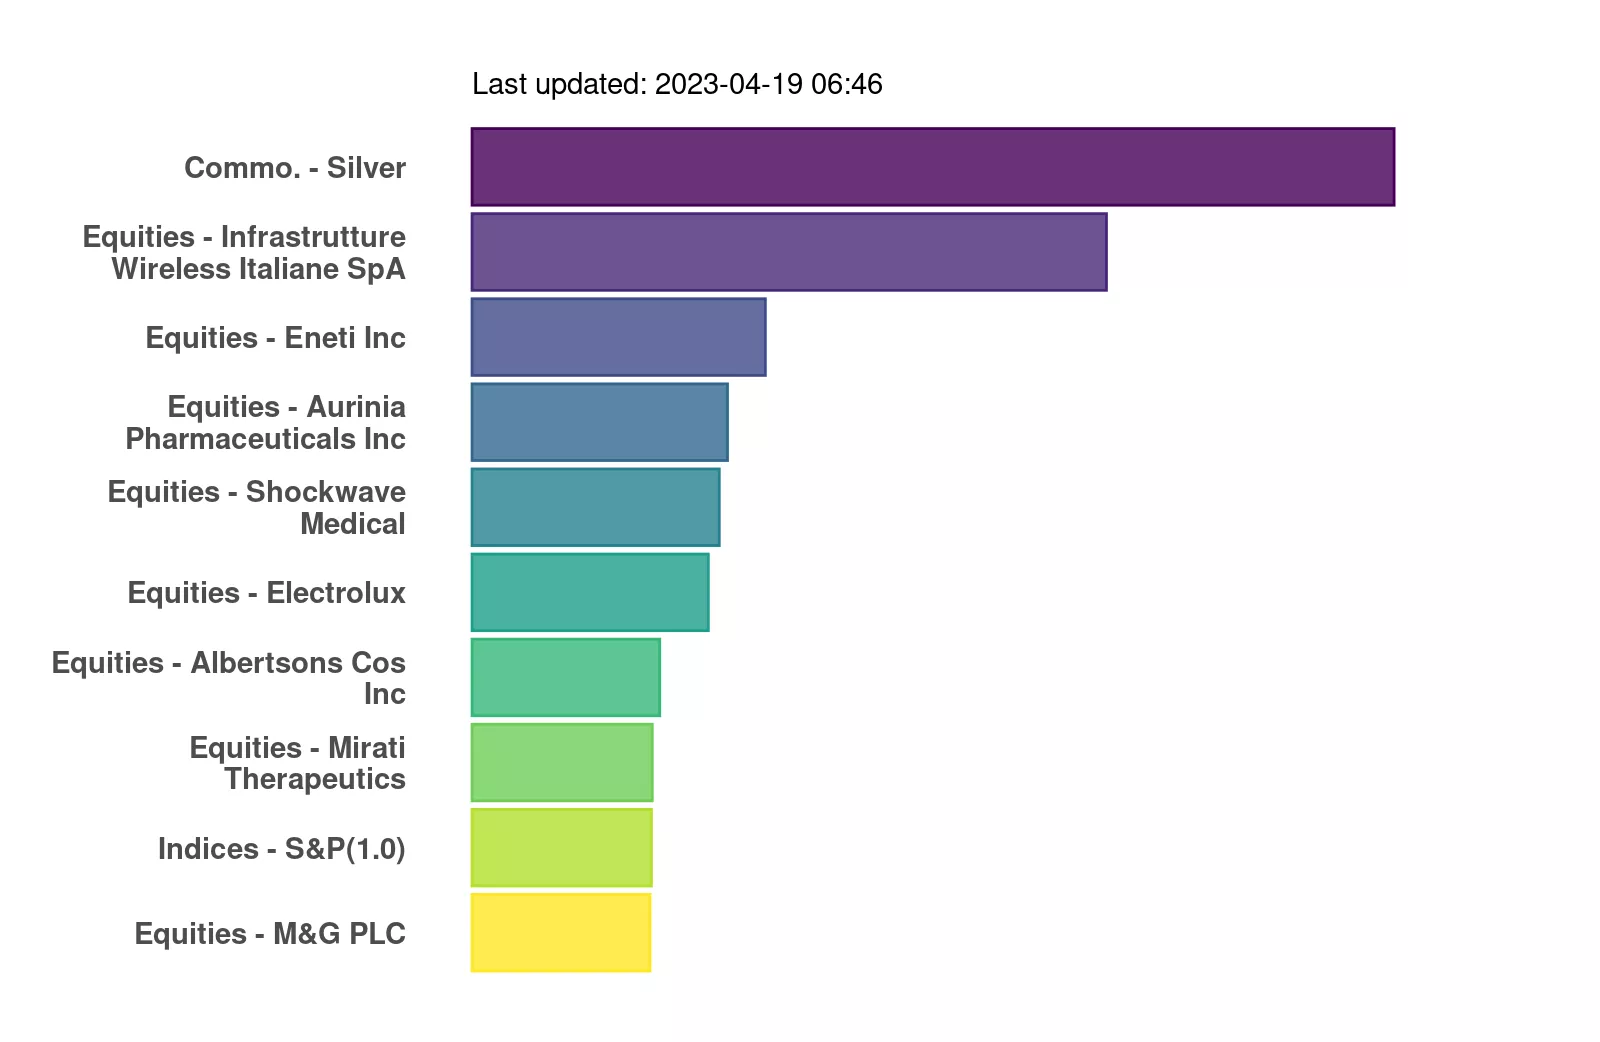 Last updated: 2023-04-19 06:46
Commo. - Silver
Equities - Infrastrutture
Wireless Italiane SpA
Equities - Eneti Inc
Equities - Aurinia
Pharmaceuticals Inc
Equities - Shockwave
Medical
Equities - Electrolux
Equities - Albertsons Cos
Inc
Equities - Mirati
Therapeutics
Indices - S&P(1.0)
Equities - M&G PLC